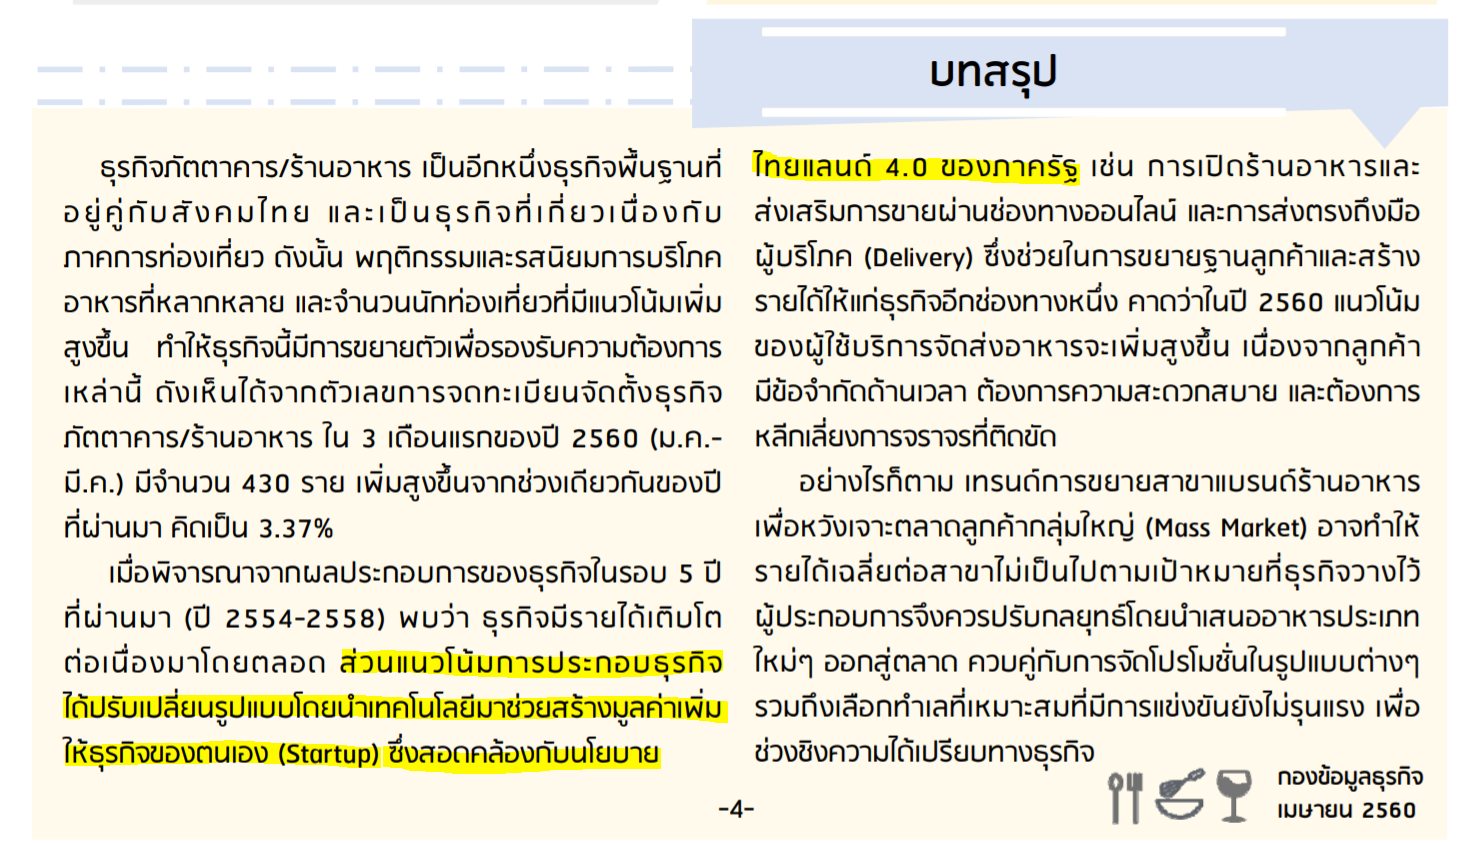 บทสรุป
ธุรกิจภัตตาคาร/ร้านอาหาร เป็นอีกหนึ่งธุรกิจพื้นฐานที่
อยู่คู่กับสังคมไทย และเป็นธุรกิจที่เกี่ยวเนื่องกับ
ภาคการท่องเที่ยว ดังนั้น พฤติกรรมและรสนิยมการบริโภค
อาหารที่หลากหลาย และจำนวนนักท่องเที่ยวที่มีแนวโน้มเพิ่ม
สูงขึ้น ทำให้ธุรกิจนี้มีการขยายตัวเพื่อรองรับความต้องการ
เหล่านี้ ดังเห็นได้จากตัวเลขการจดทะเบียนจัดตั้งธุรกิจ
ภัตตาคาร/ร้านอาหาร ใน 3 เดือนแรกของปี 2560 (ม.ค.-
มี.ค.) มีจำนวน 430 ราย เพิ่มสูงขึ้นจากช่วงเดียวกันของปี
ที่ผ่านมา คิดเป็น 3.37%
เมื่อพิจารณาจากผลประกอบการของธุรกิจในรอบ 5 ปี
ที่ผ่านมา (ปี 2554-2558) พบว่า ธุรกิจมีรายได้เติบโต
ต่อเนื่องมาโดยตลอด ส่วนแนวโน้มการประกอบธุรกิจ
ได้ปรับเปลี่ยนรูปแบบโดยนำเทคโนโลยีมาช่วยสร้างมูลค่าเพิ่ม
ให้ธุรกิจของตนเอง (Startup) ซึ่งสอดคล้องกับนโยบาย
ไทยแลนด์ 4.0 ของภาครัฐ เช่น การเปิดร้านอาหารและ
ส่งเสริมการขายผ่านช่องทางออนไลน์ และการส่งตรงถึงมือ
ผู้บริโภค (Delivery) ซึ่งช่วยในการขยายฐานลูกค้าและสร้าง
รายได้ให้แก่ธุรกิจอีกช่องทางหนึ่ง คาดว่าในปี 2560 แนวโน้ม
ของผู้ใช้บริการจัดส่งอาหารจะเพิ่มสูงขึ้น เนื่องจากลูกค้า
มีข้อจำกัดด้านเวลา ต้องการความสะดวกสบาย และต้องการ
หลีกเลี่ยงการจราจรที่ติดขัด
อย่างไรก็ตาม เทรนด์การขยายสาขาแบรนด์ร้านอาหาร
เพื่อหวังเจาะตลาดลูกค้ากลุ่มใหญ่ (Mass Market) อาจทำให้
รายได้เฉลี่ยต่อสาขาไม่เป็นไปตามเป้าหมายที่ธุรกิจวางไว้
ผู้ประกอบการจึงควรปรับกลยุทธ์โดยนำเสนออาหารประเภท
ใหม่ๆ ออกสู่ตลาด ควบคู่กับการจัดโปรโมชั่นในรูปแบบต่างๆ
รวมถึงเลือกทำเลที่เหมาะสมที่มีการแข่งขันยังไม่รุนแรง เพื่อ
ช่วงชิงความได้เปรียบทางธุรกิจ
-4-
กองข้อมูลธุรกิจ
เมษายน 2560